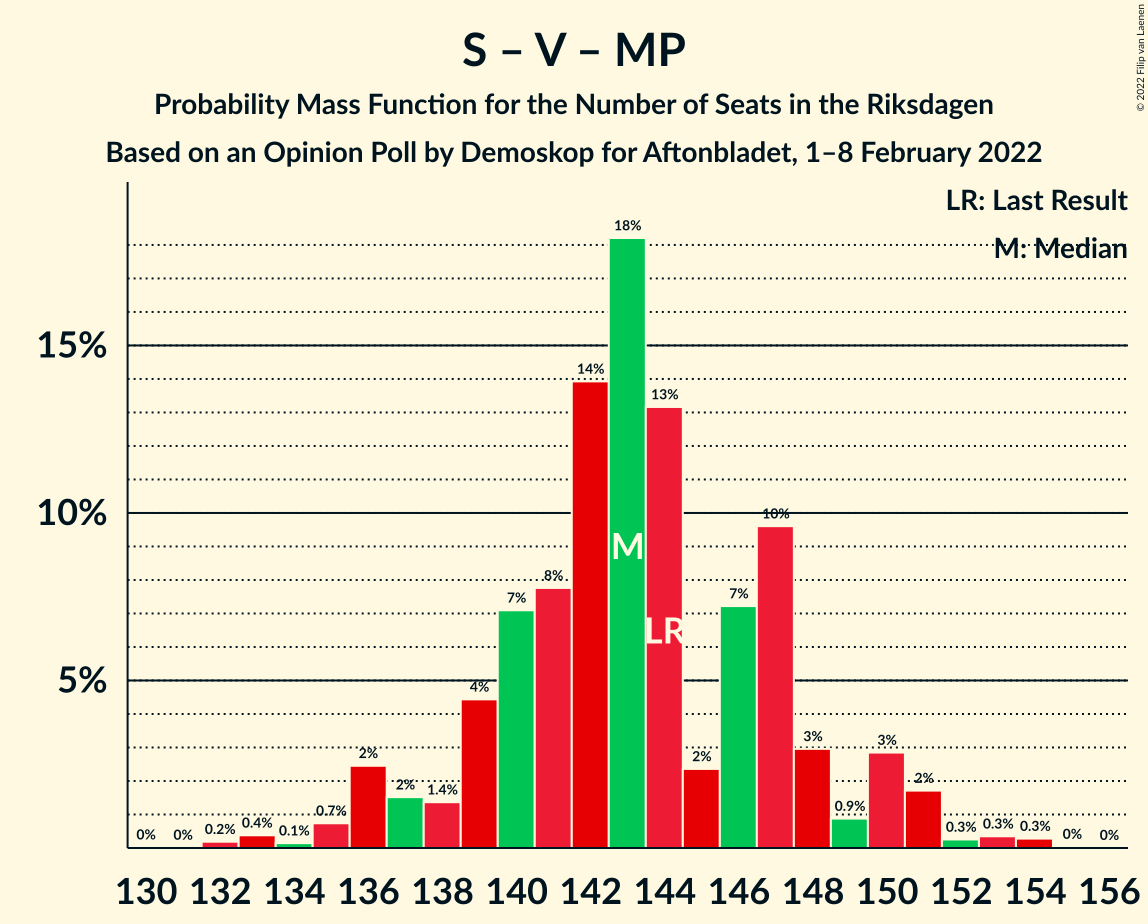 © 2022 Filip van Laenen
S – V – MP
Probability Mass Function for the Number of Seats in the Riksdagen
Based on an Opinion Poll by Demoskop for Aftonbladet, 1–8 February 2022
LR: Last Result
M: Median
15%
10%
5%
0% 0% 0.2% 0.4% 0.1% 0.7% 2% 2% 1.4% 4% 7% 8% 14% 18% 13% 2% 7% 10% 3% 0.9% 3% 2% 0.3% 0.3% 0.3% 0% 0%
M
LR
130 132 134 136 138 140 142 144 146 148 150 152 154 156